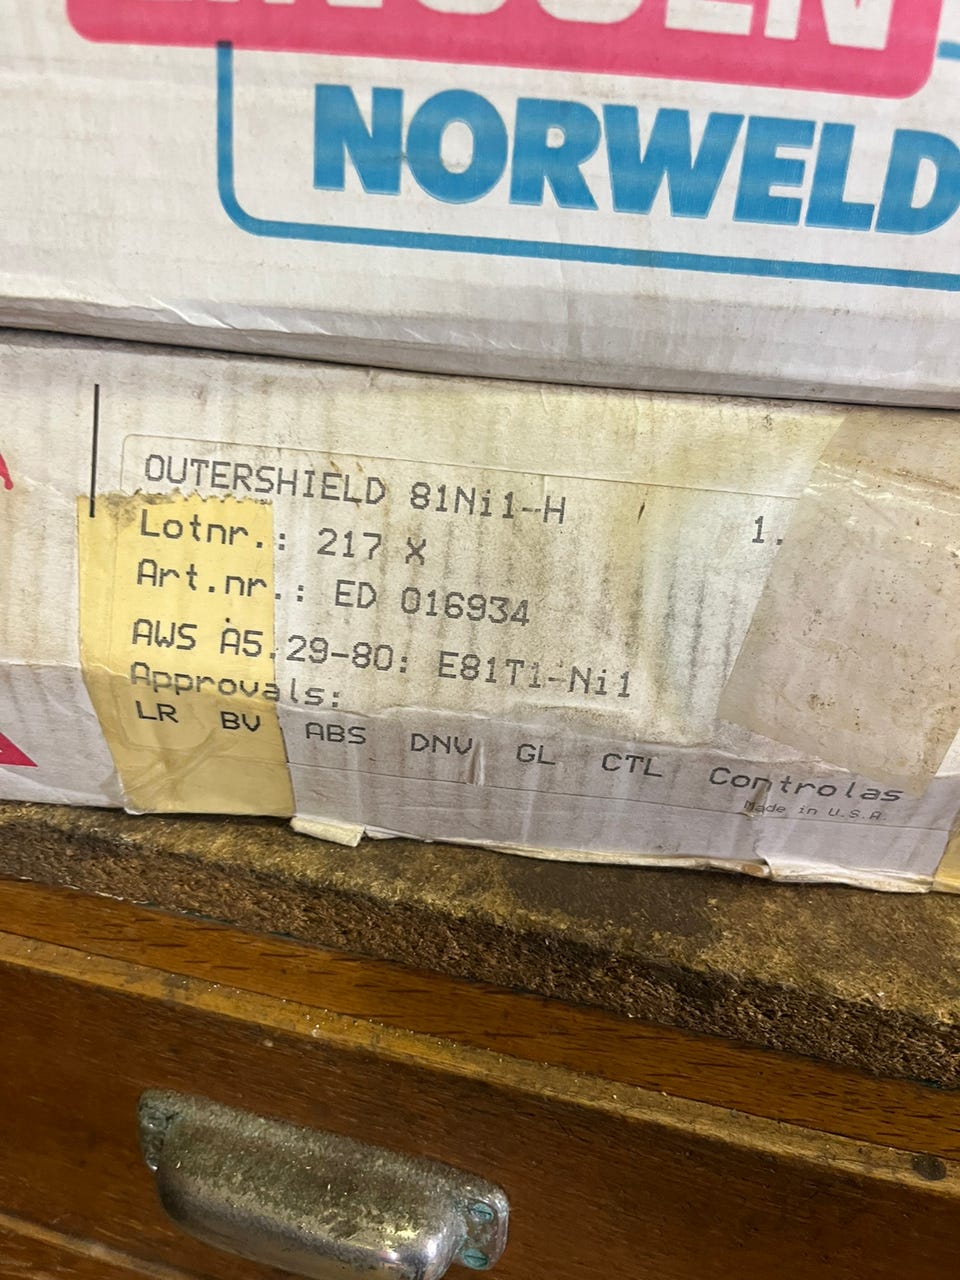 NORWELD
OUTERSHIELD 81Ni1-H 1.
Lotnr.: 217 X
Art.nr.: ED 016934
AWS A5.29-80: E81T1-Ni1
Approvals:
LR BV ABS DNV GL CTL Controlas
Made in U.S.A.